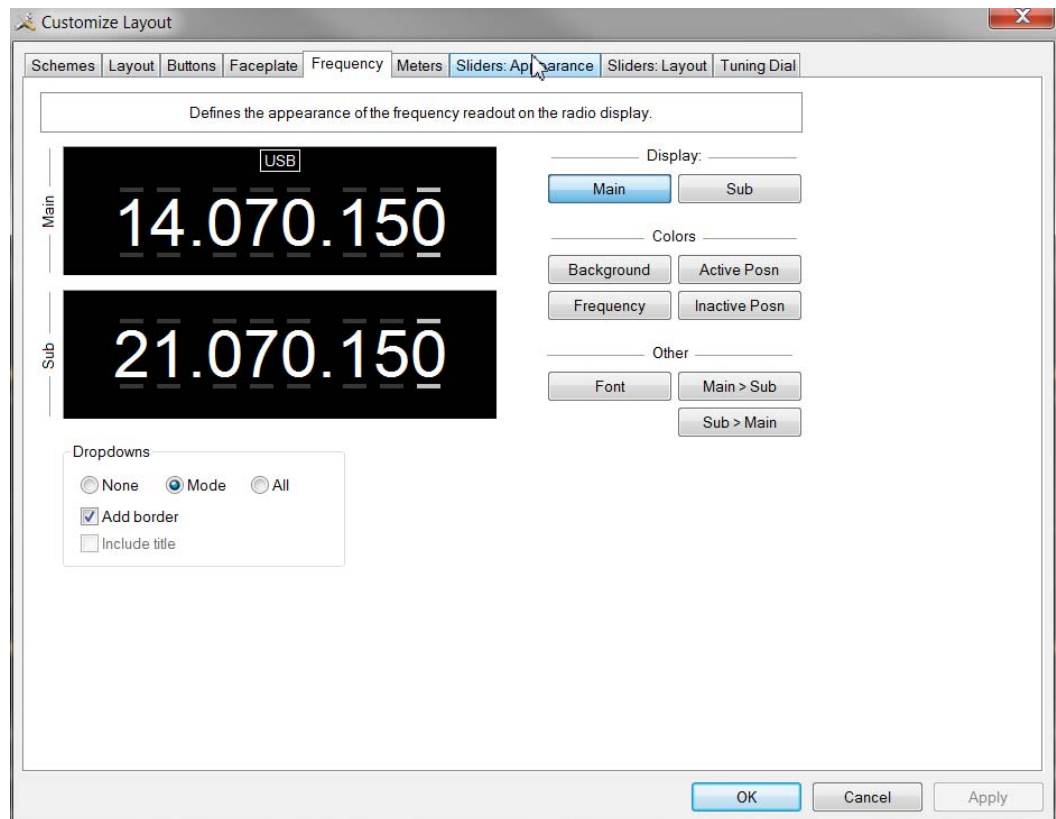 Customize Layout
X
Schemes Layout Buttons Faceplate Frequency Meters Sliders: Appearance Sliders: Layout Tuning Dial
Defines the appearance of the frequency readout on the radio display.
Main
USB
14.070.150
Sub
21.070.150
Display:
Main Sub
Colors
Background Active Posn
Frequency Inactive Posn
Other
Font Main > Sub
Sub > Main
Dropdowns
None Mode All
Add border
Include title
OK Cancel Apply